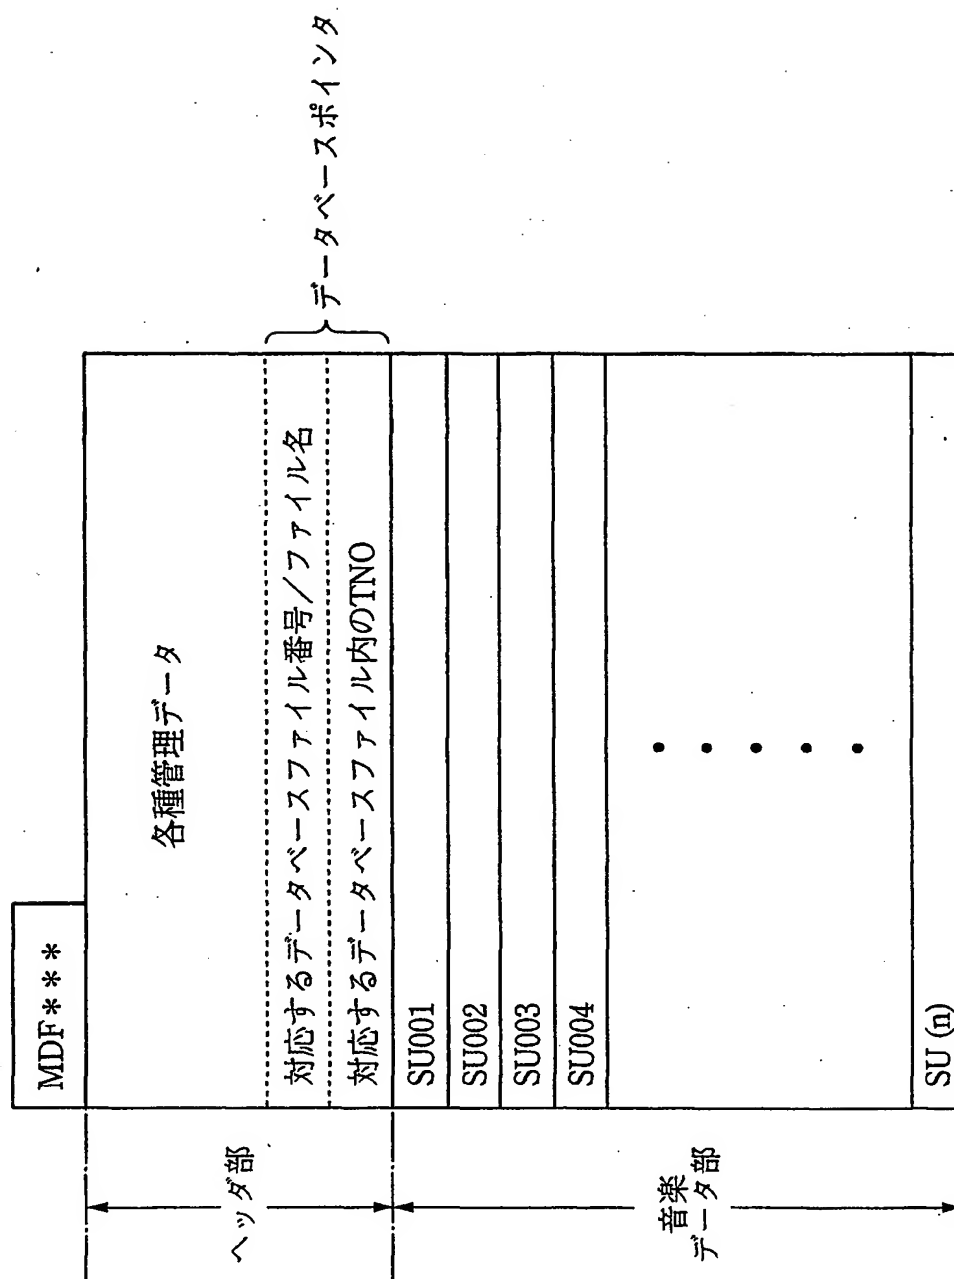 MDF***
ヘッダ部
各種管理データ
対応するデータベースファイル番号/ファイル名
対応するデータベースファイル内のTNO
データベースポインタ
音楽
データ部
SU001
SU002
SU003
SU004
SU (n)